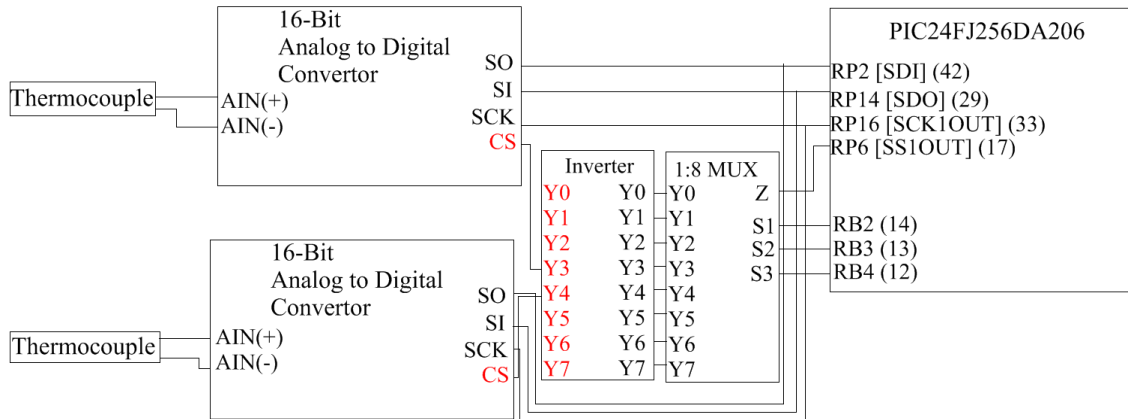 16-Bit
Analog to Digital
Convertor
SO
SI
SCK
CS
AIN(+)
AIN(-)
Thermocouple
PIC24FJ256DA206
RP2 [SDI] (42)
RP14 [SDO] (29)
RP16 [SCK1OUT] (33)
RP6 [SS1OUT] (17)
RB2 (14)
RB3 (13)
RB4 (12)
Inverter
Y0 Y0
Y1 Y1
Y2 Y2
Y3 Y3
Y4 Y4
Y5 Y5
Y6 Y6
Y7 Y7
1:8 MUX
Y0 Z
Y1
S1
Y2
S2
Y3
S3
Y4
Y5
Y6
Y7
16-Bit
Analog to Digital
Convertor
SO
SI
SCK
CS
AIN(+)
AIN(-)
Thermocouple